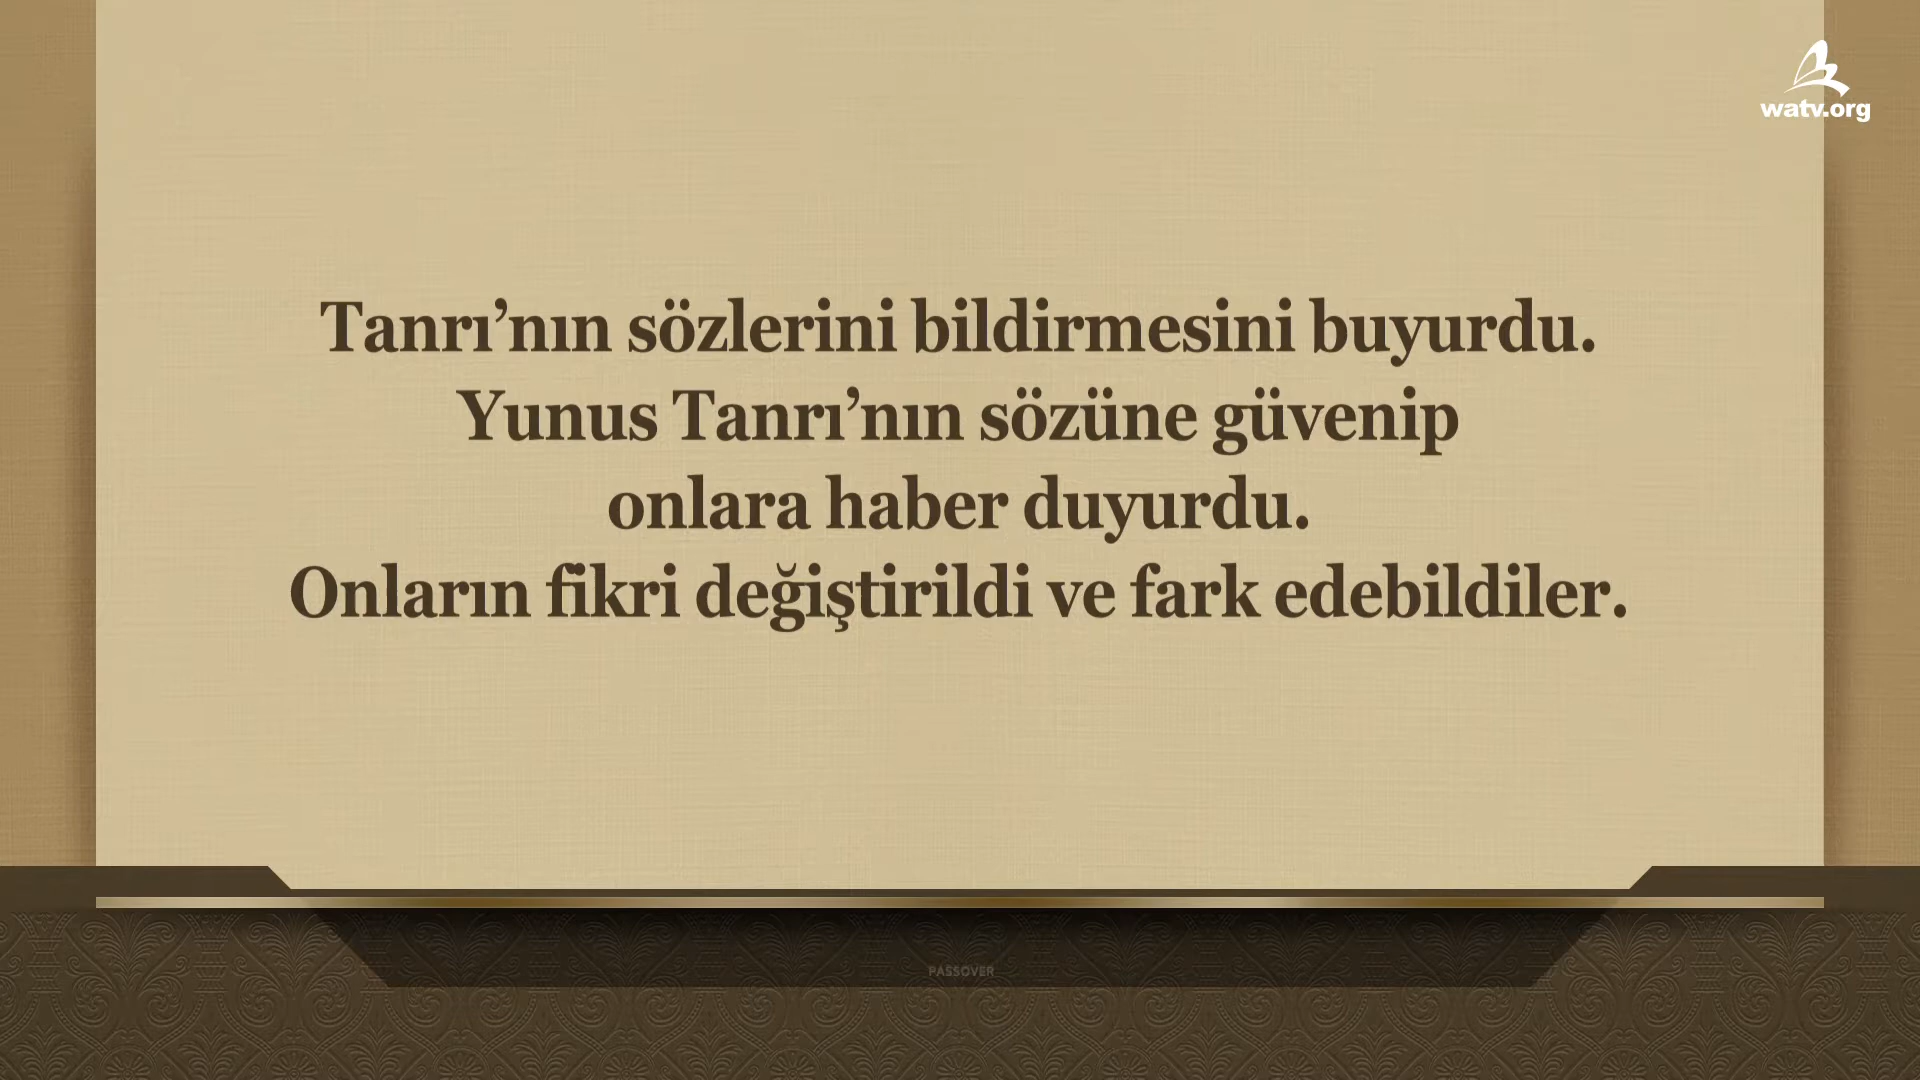 watv.org
Tanrı’nın sözlerini bildirmesini buyurdu.
Yunus Tanrı’nın sözüne güvenip
onlara haber duyurdu.
Onların fikri değiştirildi ve fark edebildiler.
PASSOVER